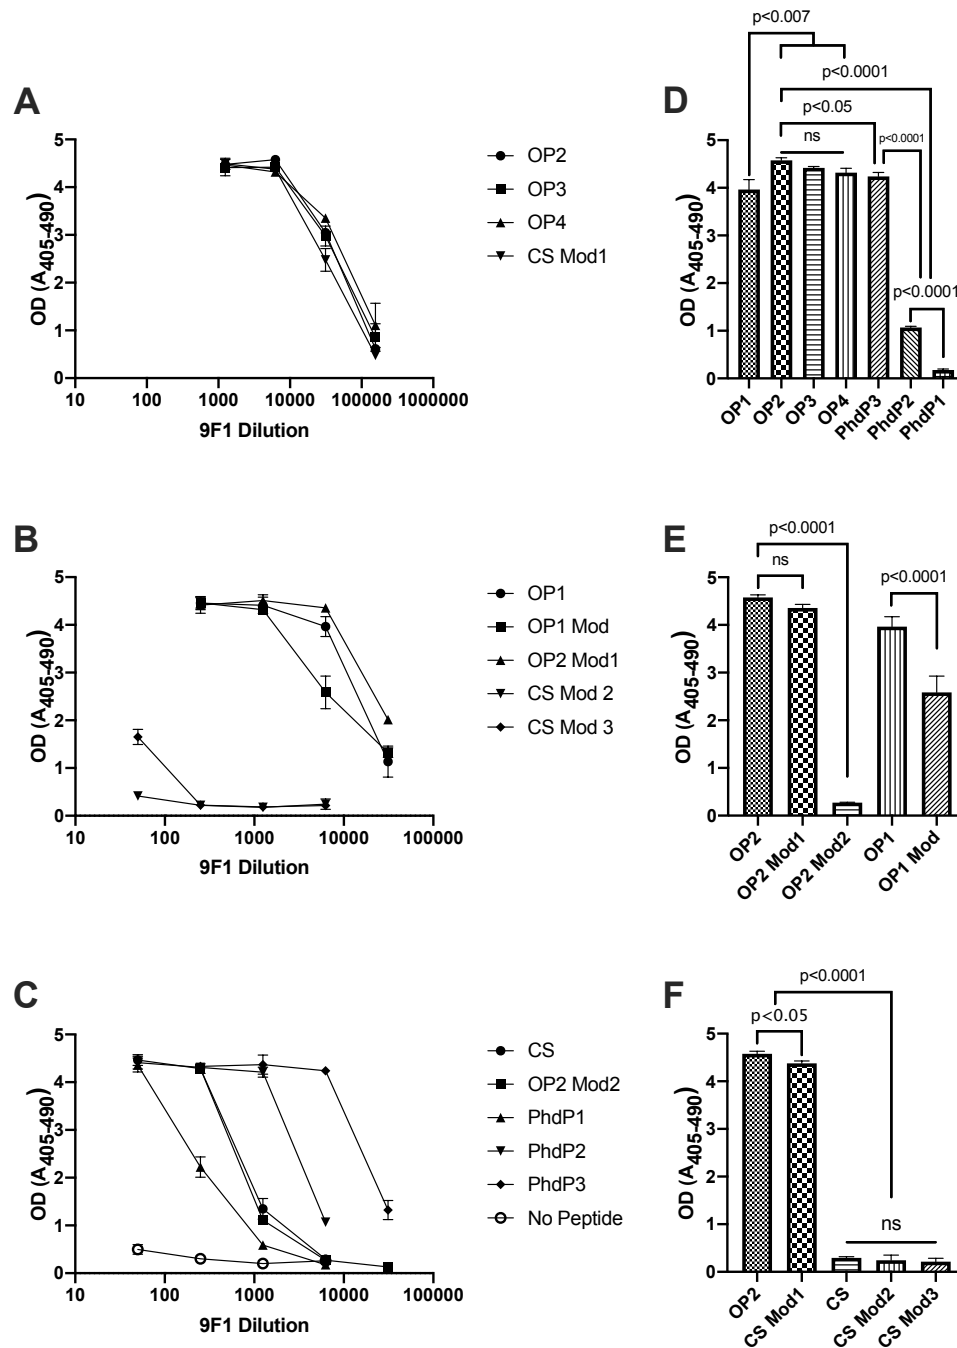 A
OD (A405-490)
5
4
3
2
1
0
10 100 1000 10000 100000 1000000
9F1 Dilution
OP2
OP3
OP4
CS Mod1
D
p<0.007
p<0.0001
p<0.05
p<0.0001
ns
p<0.0001
OD (A405-490)
5
4
3
2
1
0
OP1 OP2 OP3 OP4 PhdP3 PhdP2 PhdP1
B
OD (A405-490)
5
4
3
2
1
0
10 100 1000 10000 100000
9F1 Dilution
OP1
OP1 Mod
OP2 Mod1
CS Mod 2
CS Mod 3
E
p<0.0001
ns
p<0.0001
OD (A405-490)
5
4
3
2
1
0
OP2 OP2 Mod1 OP2 Mod2 OP1 OP1 Mod
C
OD (A405-490)
5
4
3
2
1
0
10 100 1000 10000 100000
9F1 Dilution
CS
OP2 Mod2
PhdP1
PhdP2
PhdP3
No Peptide
F
p<0.0001
p<0.05
ns
OD (A405-490)
5
4
3
2
1
0
OP2 CS Mod1 CS CS Mod2 CS Mod3